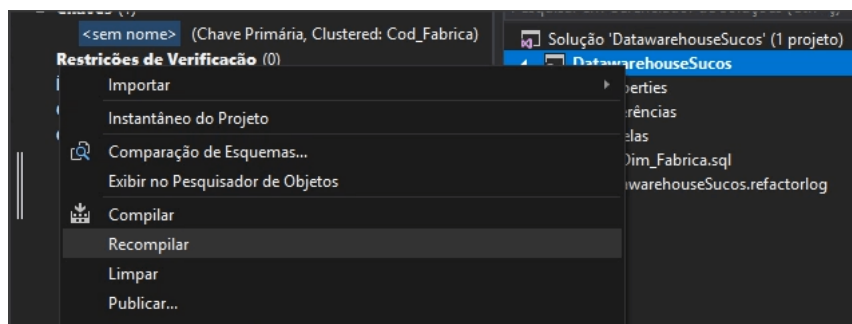 <sem nome> (Chave Primária, Clustered: Cod_Fabrica)
Restrições de Verificação (0)
Solução 'DatawarehouseSucos' (1 projeto)
DatawarehouseSucos
Importar
Instantâneo do Projeto
Comparação de Esquemas...
Exibir no Pesquisador de Objetos
Compilar
Recompilar
Limpar
Publicar...
perties
rências
elas
Dim_Fabrica.sql
warehouseSucos.refactorlog